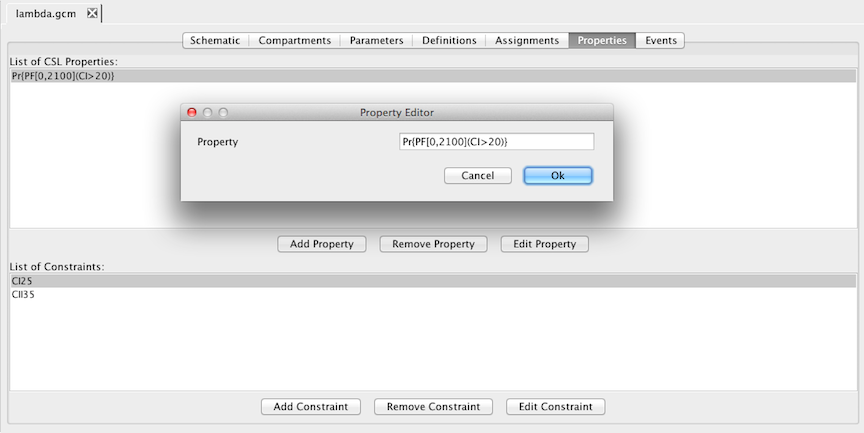 lambda.gcm
Schematic Compartments Parameters Definitions Assignments Properties Events
List of CSL Properties:
Pr{PF[0,2100](CI>20)}
Property Editor
Property Pr{PF[0,2100](CI>20)}
Cancel Ok
Add Property Remove Property Edit Property
List of Constraints:
CI25
CII35
Add Constraint Remove Constraint Edit Constraint